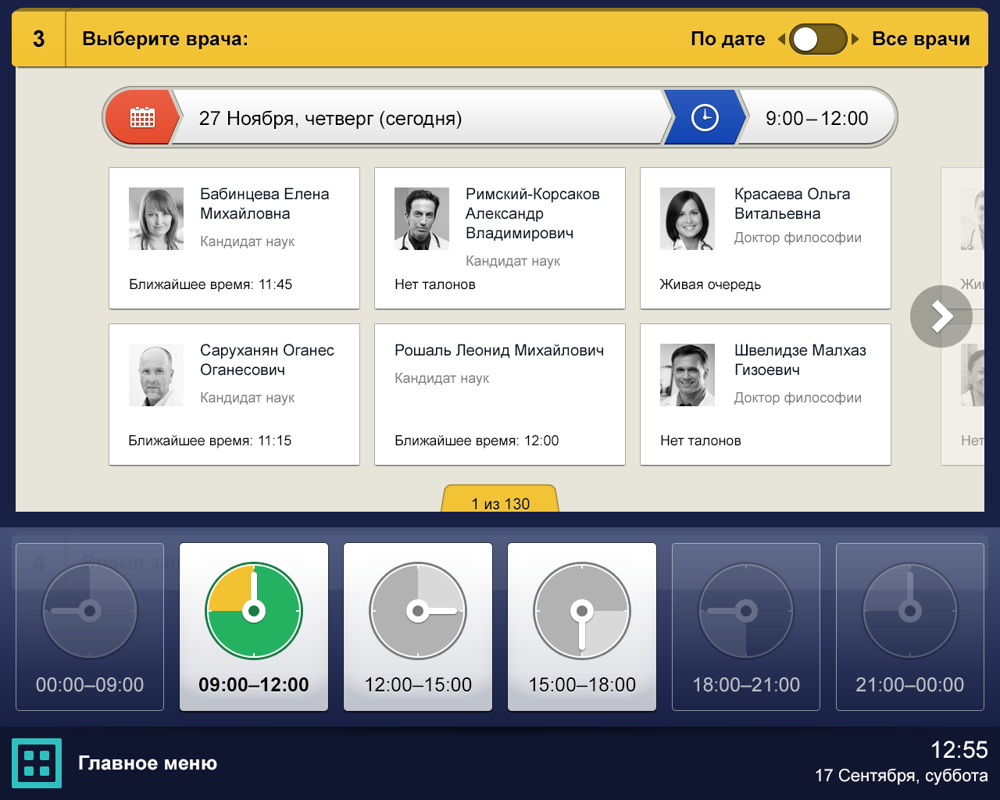 3 Выберите врача: По дате Все врачи
27 Ноября, четверг (сегодня) 9:00–12:00
Бабинцева Елена
Михайловна
Кандидат наук
Ближайшее время: 11:45
Римский-Корсаков
Александр
Владимирович
Кандидат наук
Нет талонов
Красаева Ольга
Витальевна
Доктор философии
Живая очередь
Саруханян Оганес
Оганесович
Кандидат наук
Ближайшее время: 11:15
Рошаль Леонид Михайлович
Кандидат наук
Ближайшее время: 12:00
Швелидзе Малхаз
Гизоевич
Доктор философии
Нет талонов
Нет
1 из 130
4 Время
00:00–09:00
09:00–12:00
12:00–15:00
15:00–18:00
18:00–21:00
21:00–00:00
Главное меню
12:55
17 Сентября, суббота